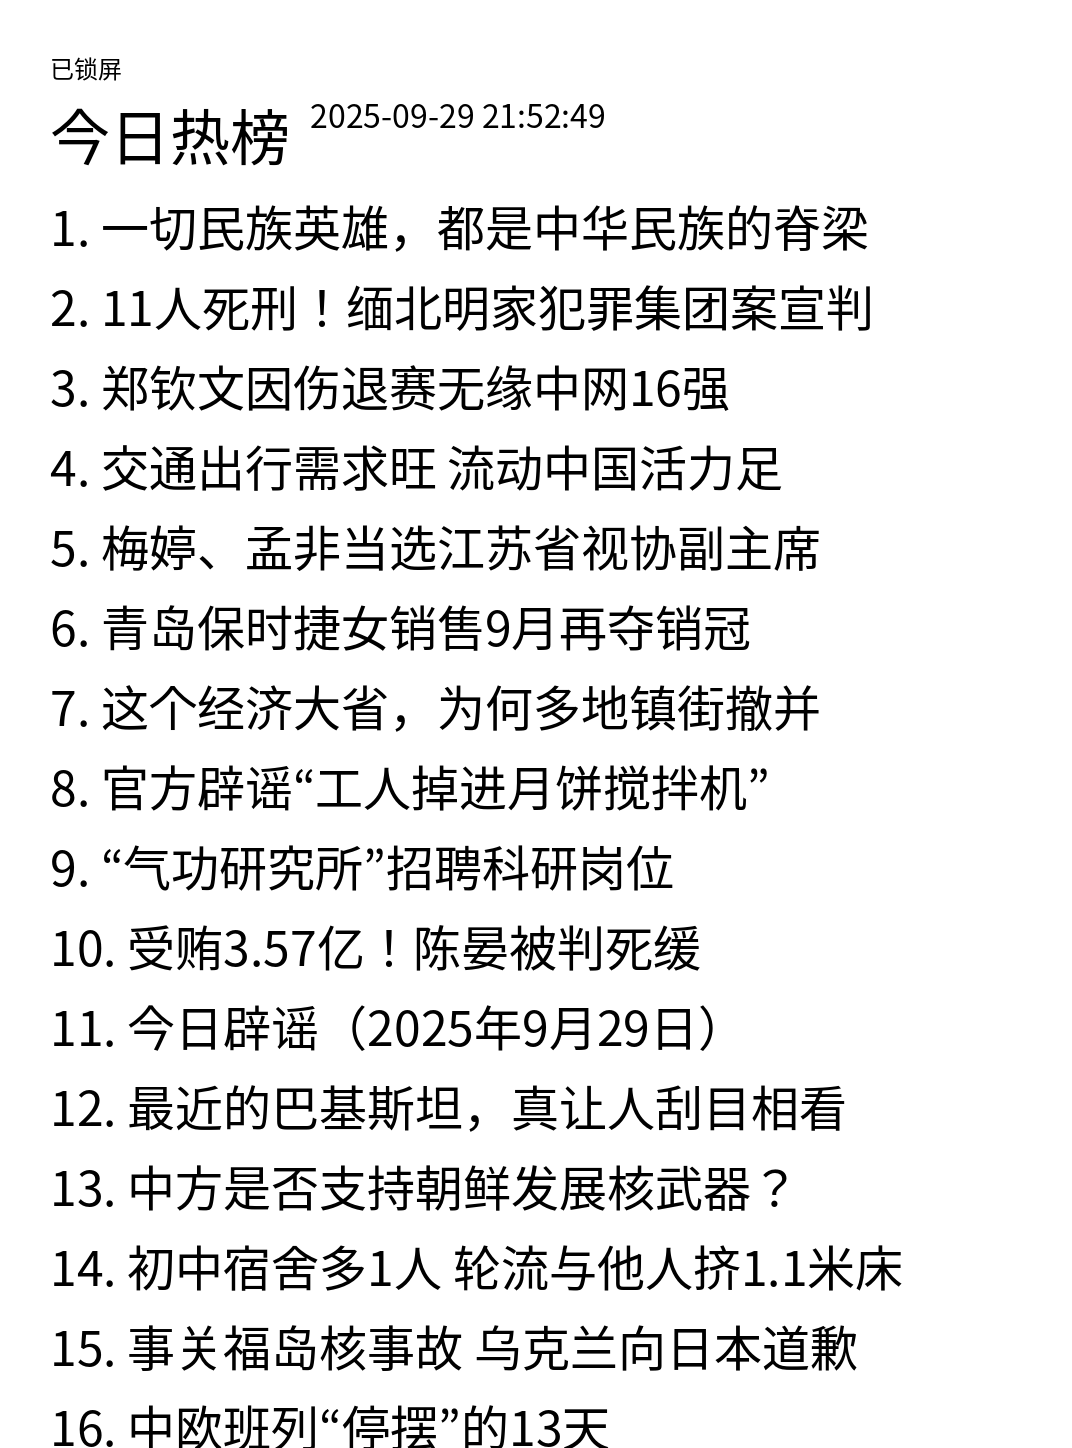 已锁屏
今日热榜 2025-09-29 21:52:49
1. 一切民族英雄，都是中华民族的脊梁
2. 11人死刑！缅北明家犯罪集团案宣判
3. 郑钦文因伤退赛无缘中网16强
4. 交通出行需求旺 流动中国活力足
5. 梅婷、孟非当选江苏省视协副主席
6. 青岛保时捷女销售9月再夺销冠
7. 这个经济大省，为何多地镇街撤并
8. 官方辟谣“工人掉进月饼搅拌机”
9. “气功研究所”招聘科研岗位
10. 受贿3.57亿！陈晏被判死缓
11. 今日辟谣（2025年9月29日）
12. 最近的巴基斯坦，真让人刮目相看
13. 中方是否支持朝鲜发展核武器？
14. 初中宿舍多1人 轮流与他人挤1.1米床
15. 事关福岛核事故 乌克兰向日本道歉
16. 中欧班列“停摆”的13天